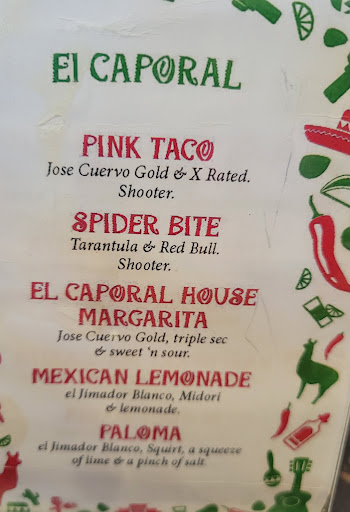 El CAPORAL
PINK TACO
Jose Cuervo Gold & X Rated.
Shooter.
SPIDER BITE
Tarantula & Red Bull.
Shooter.
EL CAPORAL HOUSE
MARGARITA
Jose Cuervo Gold, triple sec
& sweet 'n sour.
MEXICAN LEMONADE
el Jimador Blanco, Midori
& lemonade.
PALOMA
el Jimador Blanco, Squirt, a squeeze
of lime & a pinch of salt.